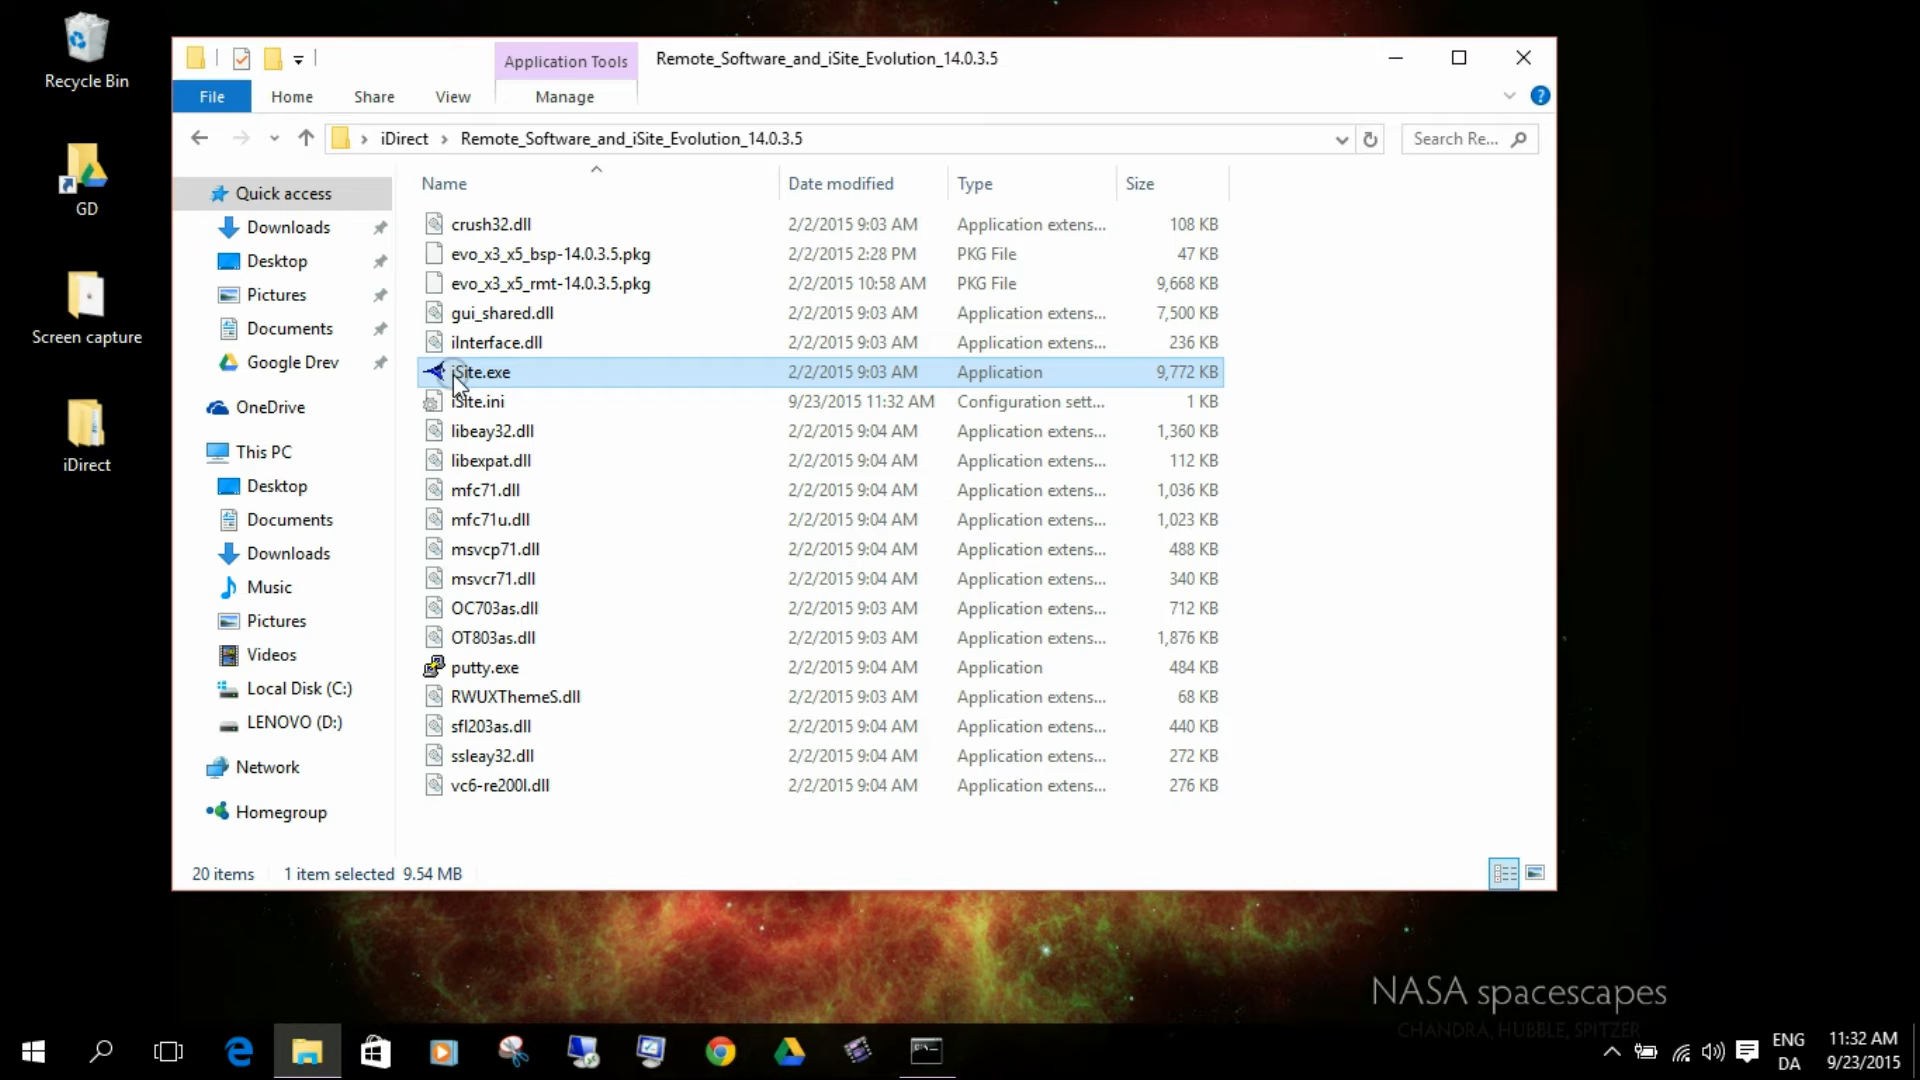 Recycle Bin
GD
Screen capture
iDirect
Application Tools
Remote_Software_and_iSite_Evolution_14.0.3.5
File
Home
Share
View
Manage
iDirect
Remote_Software_and_iSite_Evolution_14.0.3.5
Search Re...
Quick access
Downloads
Desktop
Pictures
Documents
Google Drev
OneDrive
This PC
Desktop
Documents
Downloads
Music
Pictures
Videos
Local Disk (C:)
LENOVO (D:)
Network
Homegroup
Name Date modified Type Size
crush32.dll 2/2/2015 9:03 AM Application extens... 108 KB
evo_x3_x5_bsp-14.0.3.5.pkg 2/2/2015 2:28 PM PKG File 47 KB
evo_x3_x5_rmt-14.0.3.5.pkg 2/2/2015 10:58 AM PKG File 9,668 KB
gui_shared.dll 2/2/2015 9:03 AM Application extens... 7,500 KB
iInterface.dll 2/2/2015 9:03 AM Application extens... 236 KB
iSite.exe 2/2/2015 9:03 AM Application 9,772 KB
iSite.ini 9/23/2015 11:32 AM Configuration sett... 1 KB
libeay32.dll 2/2/2015 9:04 AM Application extens... 1,360 KB
libexpat.dll 2/2/2015 9:04 AM Application extens... 112 KB
mfc71.dll 2/2/2015 9:04 AM Application extens... 1,036 KB
mfc71u.dll 2/2/2015 9:04 AM Application extens... 1,023 KB
msvcp71.dll 2/2/2015 9:04 AM Application extens... 488 KB
msvcr71.dll 2/2/2015 9:04 AM Application extens... 340 KB
OC703as.dll 2/2/2015 9:03 AM Application extens... 712 KB
OT803as.dll 2/2/2015 9:03 AM Application extens... 1,876 KB
putty.exe 2/2/2015 9:04 AM Application 484 KB
RWUXThemeS.dll 2/2/2015 9:03 AM Application extens... 68 KB
sfl203as.dll 2/2/2015 9:04 AM Application extens... 440 KB
ssleay32.dll 2/2/2015 9:04 AM Application extens... 272 KB
vc6-re200l.dll 2/2/2015 9:04 AM Application extens... 276 KB
20 items 1 item selected 9.54 MB
NASA spacescapes
CHANDRA, HUBBLE, SPITZER
ENG
DA
11:32 AM
9/23/2015